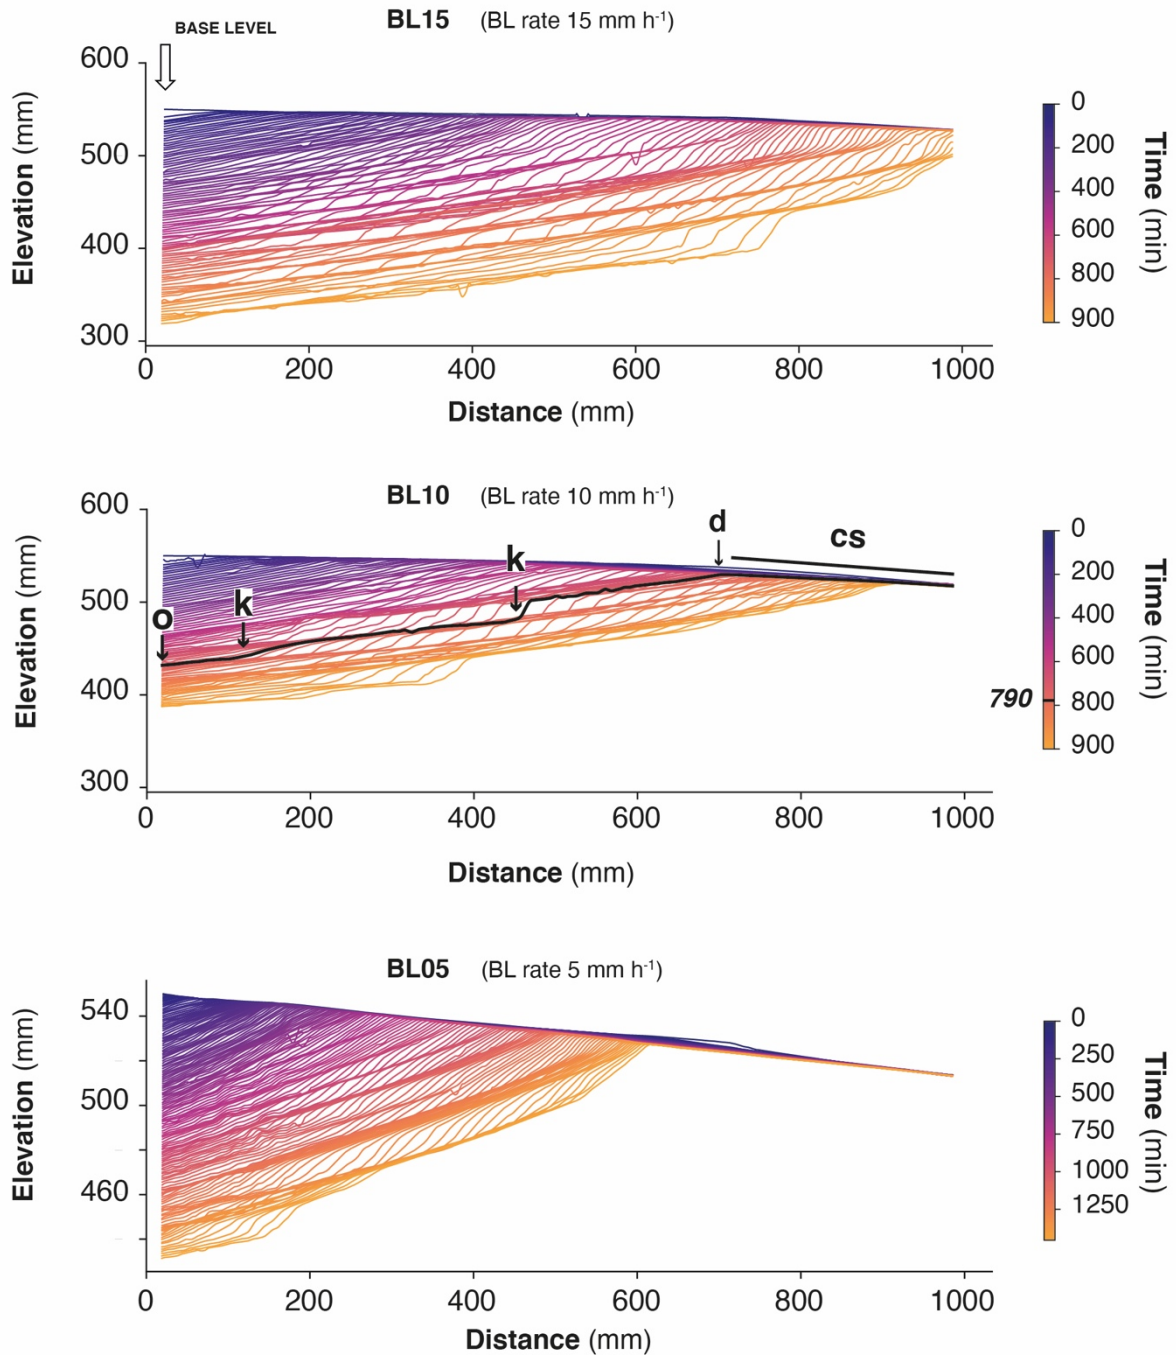 BL15 (BL rate 15 mm h⁻¹)
BASE LEVEL
600
500
400
300
Elevation (mm)
0 200 400 600 800 1000
Distance (mm)
0
200
400
600
800
900
Time (min)
BL10 (BL rate 10 mm h⁻¹)
600
500
400
300
Elevation (mm)
o
k
k
d
cs
0 200 400 600 800 1000
Distance (mm)
0
200
400
600
790
800
900
Time (min)
BL05 (BL rate 5 mm h⁻¹)
540
500
460
Elevation (mm)
0 200 400 600 800 1000
Distance (mm)
0
250
500
750
1000
1250
Time (min)